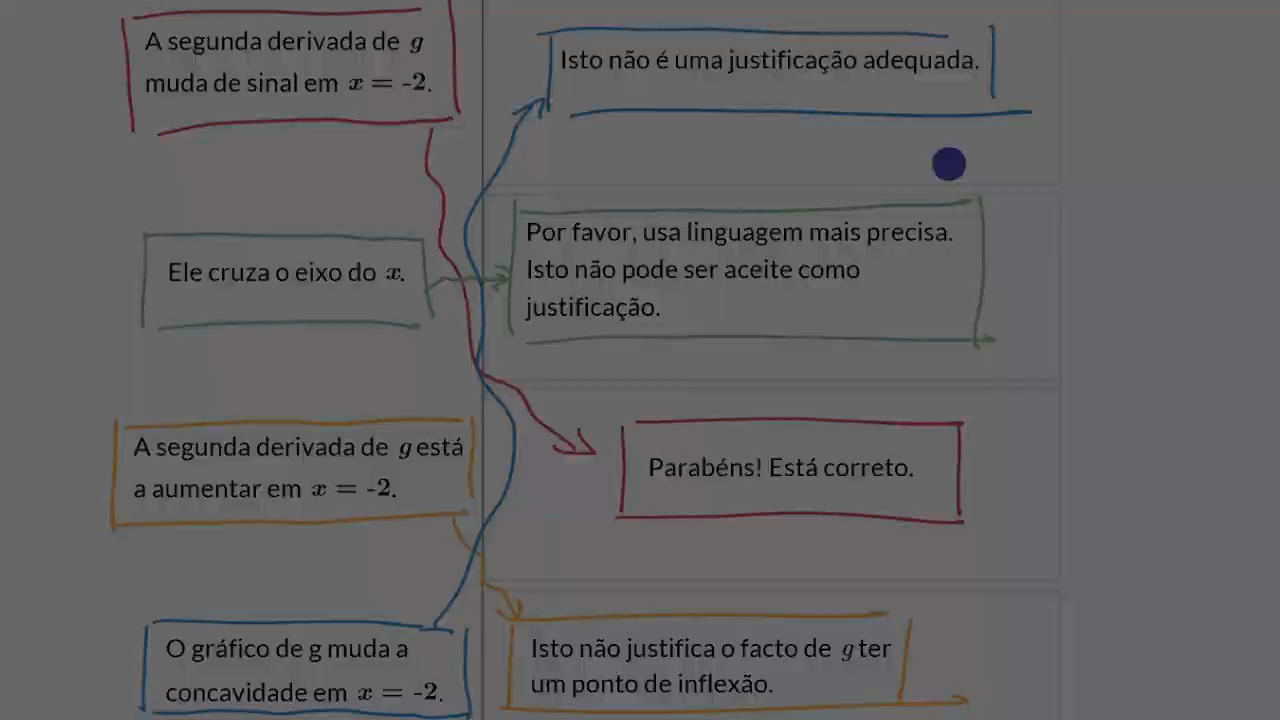 A segunda derivada de g
muda de sinal em x = -2.
Isto não é uma justificação adequada.
Ele cruza o eixo do x.
Por favor, usa linguagem mais precisa.
Isto não pode ser aceite como
justificação.
A segunda derivada de g está
a aumentar em x = -2.
Parabéns! Está correto.
O gráfico de g muda a
concavidade em x = -2.
Isto não justifica o facto de g ter
um ponto de inflexão.